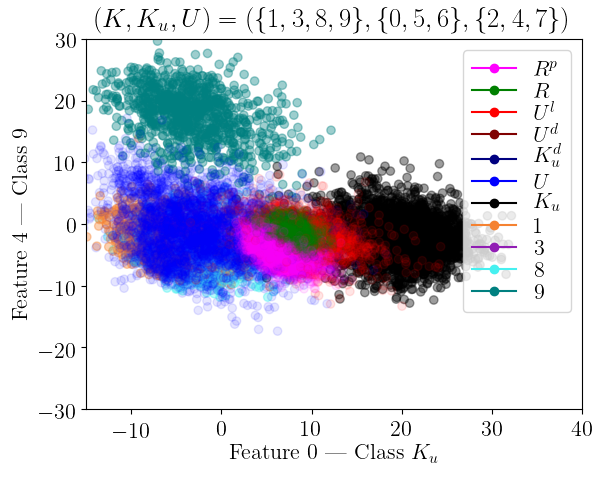 (K, K_u, U) = ({1, 3, 8, 9}, {0, 5, 6}, {2, 4, 7})
30
20
10
0
−10
−20
−30
Feature 4 — Class 9
R^p
R
U^l
U^d
K_u^d
U
K_u
1
3
8
9
−10
0
10
20
30
40
Feature 0 — Class K_u